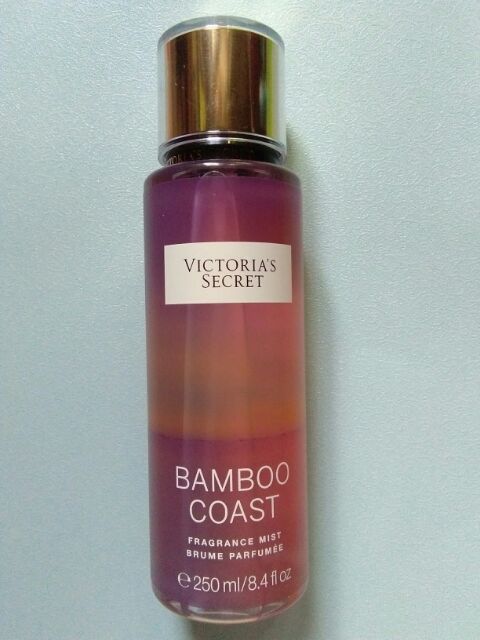 VICTORIA'S
SECRET
BAMBOO
COAST
FRAGRANCE MIST
BRUME PARFUMÉE
℮ 250 ml/8.4 fl oz